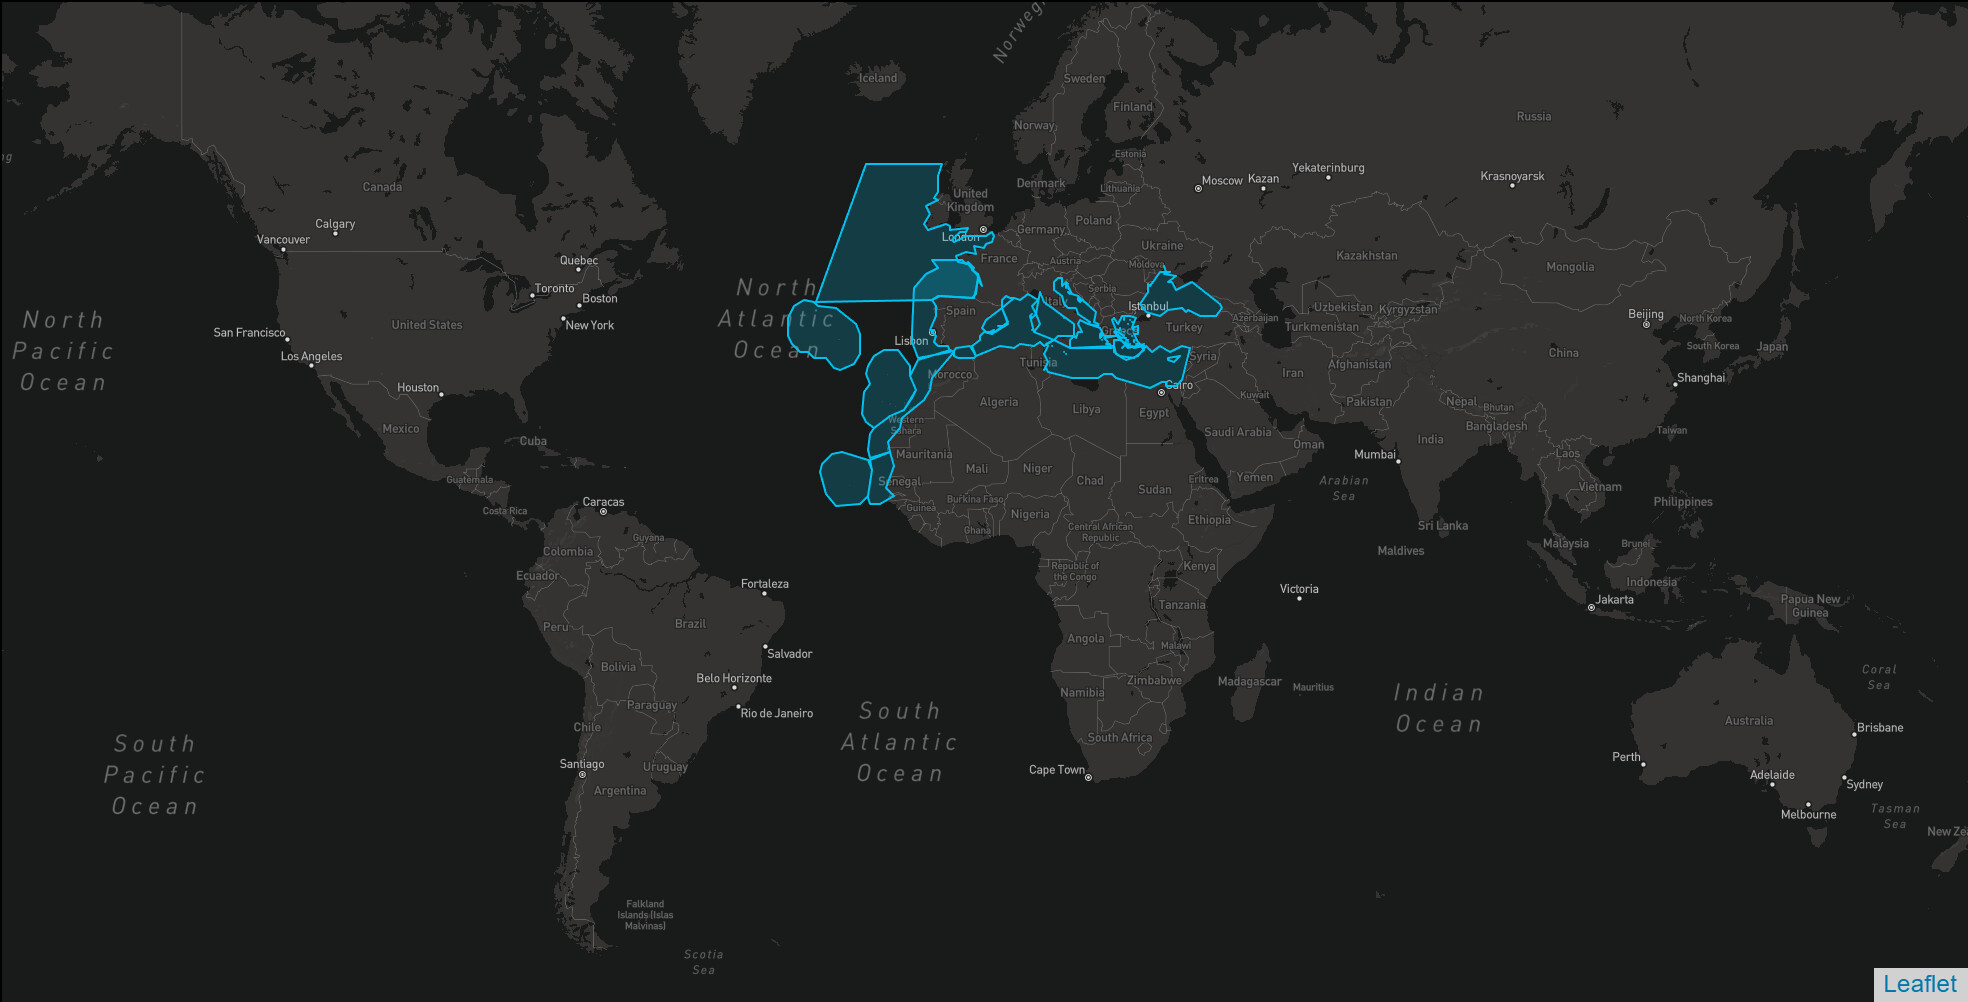 Norweg
Iceland
Sweden
Finland
Norway
Russia
Estonia
ng
Yekaterinburg
Moscow
Kazan
Krasnoyarsk
Canada
Denmark
Lithuania
United
Kingdom
Calgary
Poland
Vancouver
London
Germany
Ukraine
Quebec
France
Austria
Moldova
Kazakhstan
Mongolia
Toronto
Boston
North
Atlantic
Ocean
Serbia
Italy
Istanbul
Uzbekistan
Kyrgyzstan
North
Pacific
Ocean
San Francisco
United States
New York
Spain
Lisbon
Greece
Turkey
Azerbaijan
Turkmenistan
Beijing
North Korea
South Korea
Japan
Los Angeles
Tunisia
Syria
Iran
Afghanistan
China
Houston
Morocco
Cairo
Kuwait
Pakistan
Nepal
Bhutan
Shanghai
Mexico
Algeria
Libya
Egypt
Western
Sahara
Saudi Arabia
Oman
India
Bangladesh
Taiwan
Cuba
Mauritania
Mali
Niger
Chad
Sudan
Eritrea
Yemen
Mumbai
Arabian
Sea
Laos
Vietnam
Guatemala
Senegal
Burkina Faso
Philippines
Costa Rica
Caracas
Guinea
Ghana
Nigeria
Central African
Republic
Ethiopia
Sri Lanka
Guyana
Colombia
Maldives
Malaysia
Brunei
Ecuador
Fortaleza
Republic of
the Congo
Kenya
Victoria
Indonesia
Jakarta
Papua New
Guinea
Peru
Brazil
Tanzania
Salvador
Angola
Malawi
Bolivia
Belo Horizonte
Namibia
Zimbabwe
Madagascar
Mauritius
Indian
Ocean
Coral
Sea
Paraguay
Rio de Janeiro
South
Atlantic
Ocean
Australia
Brisbane
Chile
South Africa
South
Pacific
Ocean
Santiago
Uruguay
Cape Town
Perth
Adelaide
Sydney
Argentina
Melbourne
Tasman
Sea
New Zea
Falkland
Islands (Islas
Malvinas)
Scotia
Sea
Leaflet